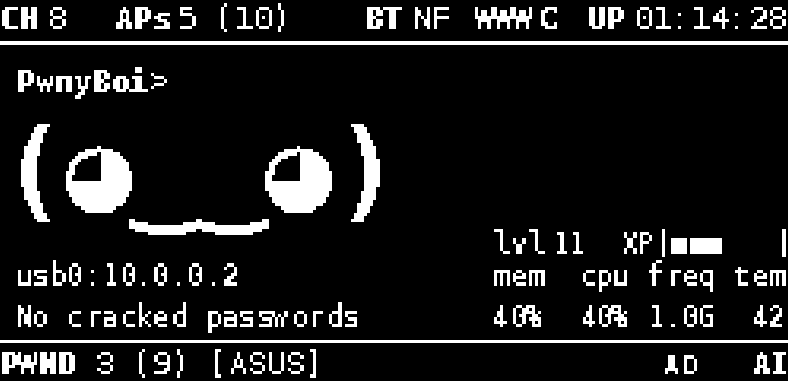 CH 8 APs 5 (10) BT NF WWW C UP 01:14:28
PwnyBoi>
(◕‿‿◕)
lvl 11 XP|▄▄▄ |
usb0:10.0.0.2 mem cpu freq tem
No cracked passwords 40% 40% 1.0G 42
PWND 3 (9) [ASUS] AD AI